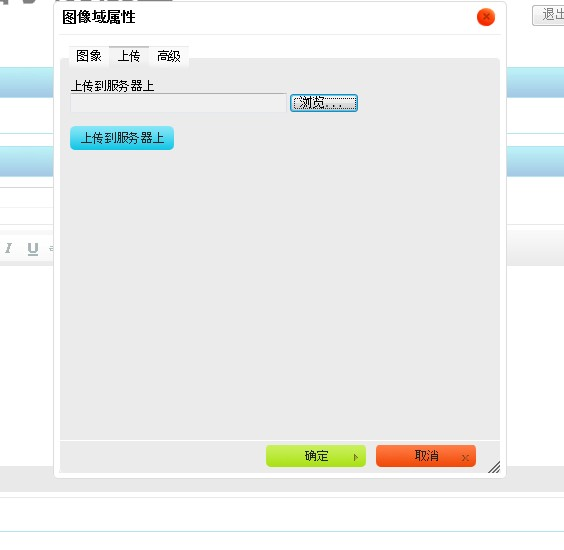 图像域属性
退出
图像 上传 高级
上传到服务器上
浏览...
上传到服务器上
I U
确定
取消